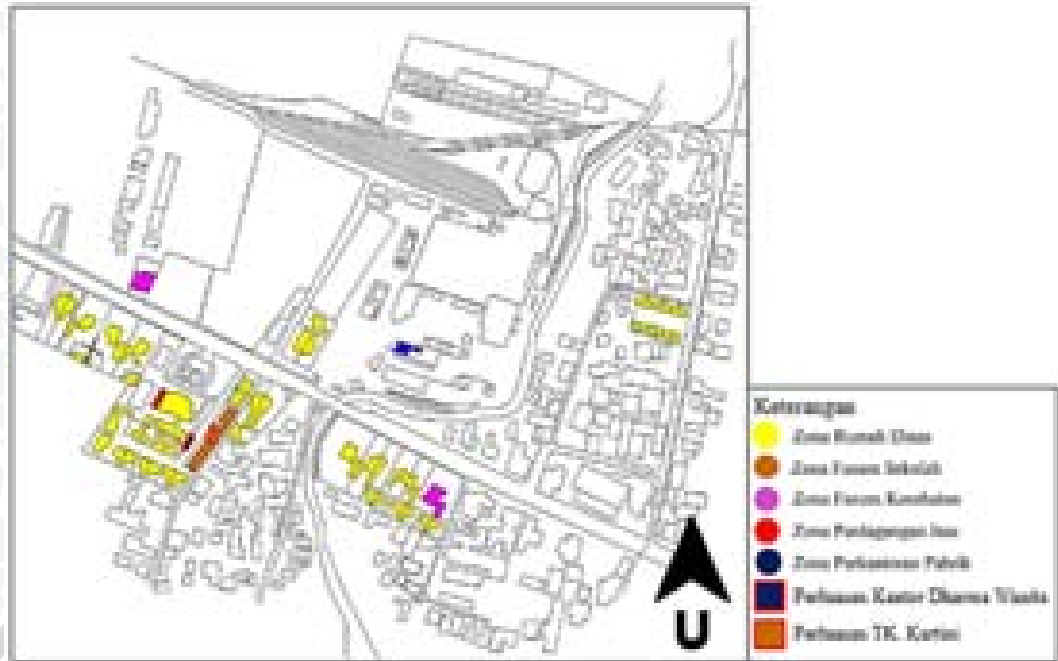 Keterangan
Zona Rumah Dinas
Zona Fasum Sekolah
Zona Fasum Kesehatan
Zona Perdagangan Jasa
Zona Perkantoran Pabrik
Perluasan Kantor Dharma Wanita
Perluasan TK. Kartini
U